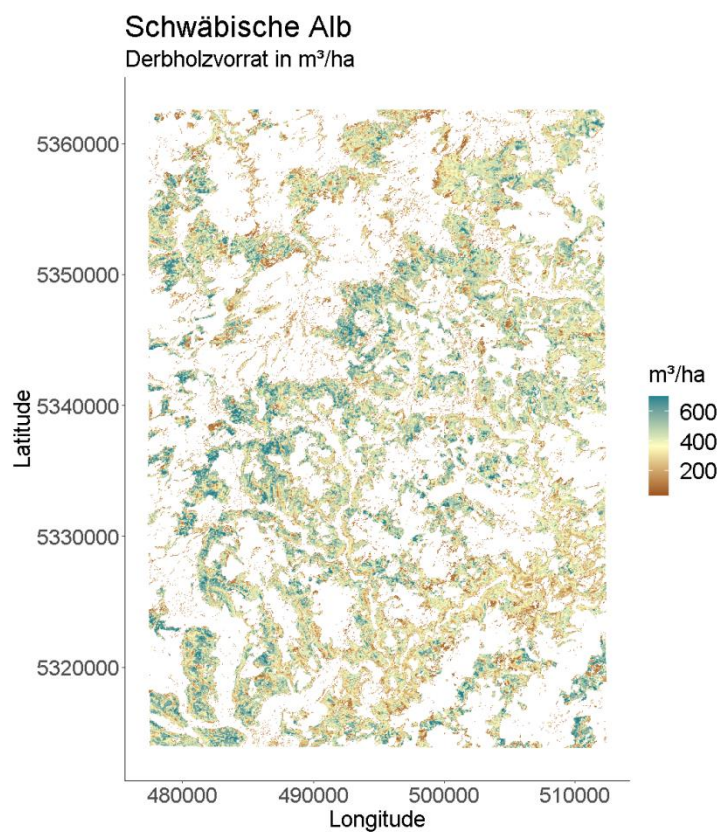 Schwäbische Alb
Derbholzvorrat in m³/ha
5360000
5350000
5340000
5330000
5320000
Latitude
480000 490000 500000 510000
Longitude
m³/ha
600
400
200